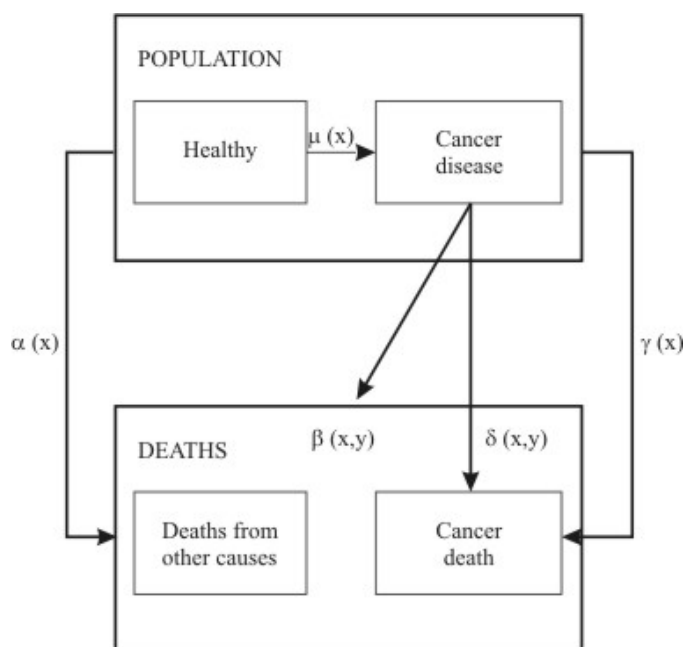 POPULATION
Healthy
μ (x)
Cancer
disease
α (x)
γ (x)
DEATHS
β (x,y)
δ (x,y)
Deaths from
other causes
Cancer
death